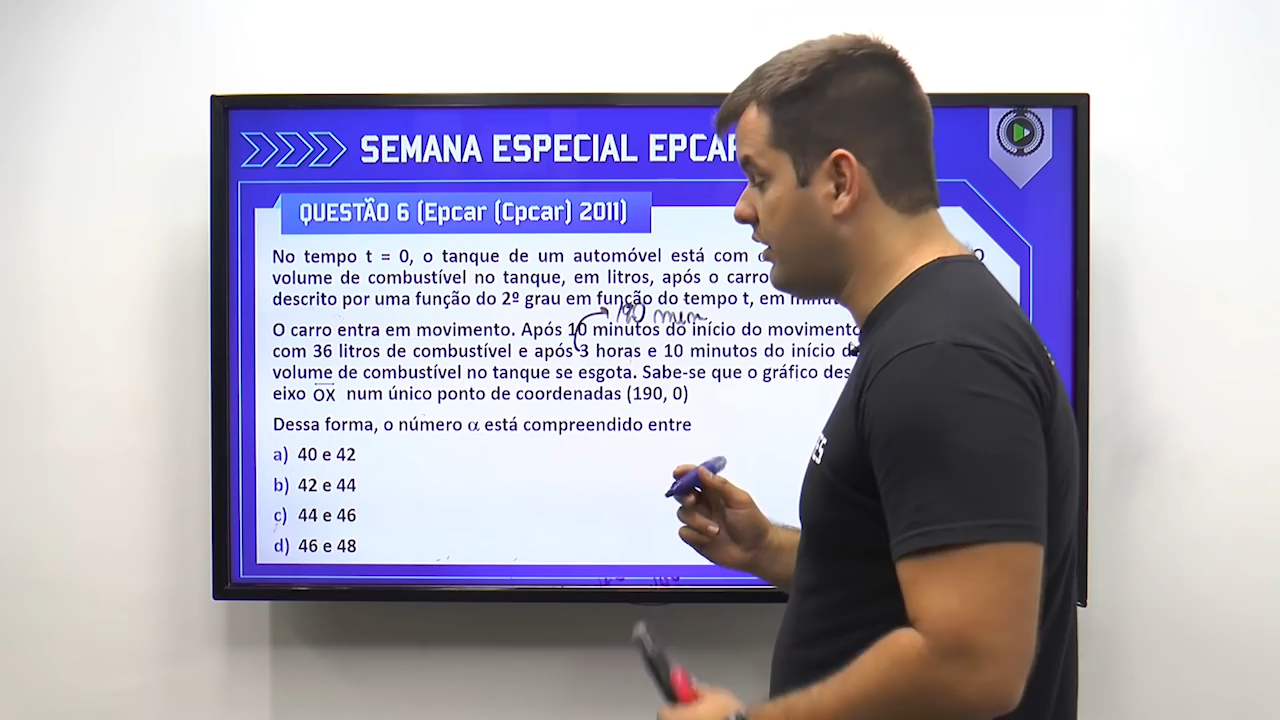 SEMANA ESPECIAL EPCAR
QUESTÃO 6 (Epcar (Cpcar) 2011)
No tempo t = 0, o tanque de um automóvel está com
volume de combustível no tanque, em litros, após o carro
descrito por uma função do 2º grau em função do tempo t, em
190 min
O carro entra em movimento. Após 10 minutos do início do movimento
com 36 litros de combustível e após 3 horas e 10 minutos do início
volume de combustível no tanque se esgota. Sabe-se que o gráfico
eixo OX num único ponto de coordenadas (190, 0)
Dessa forma, o número α está compreendido entre
a) 40 e 42
b) 42 e 44
c) 44 e 46
d) 46 e 48